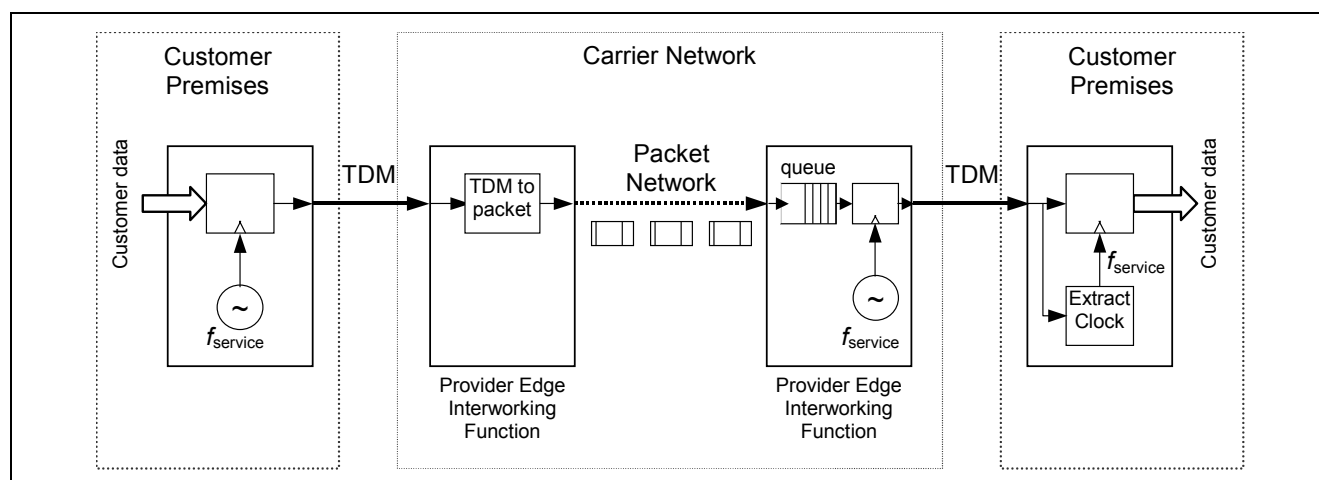 Customer
Premises
Carrier Network
Customer
Premises
Customer data
TDM
TDM to
packet
Packet
Network
queue
TDM
Customer data
~
fservice
~
fservice
fservice
Extract
Clock
Provider Edge
Interworking
Function
Provider Edge
Interworking
Function